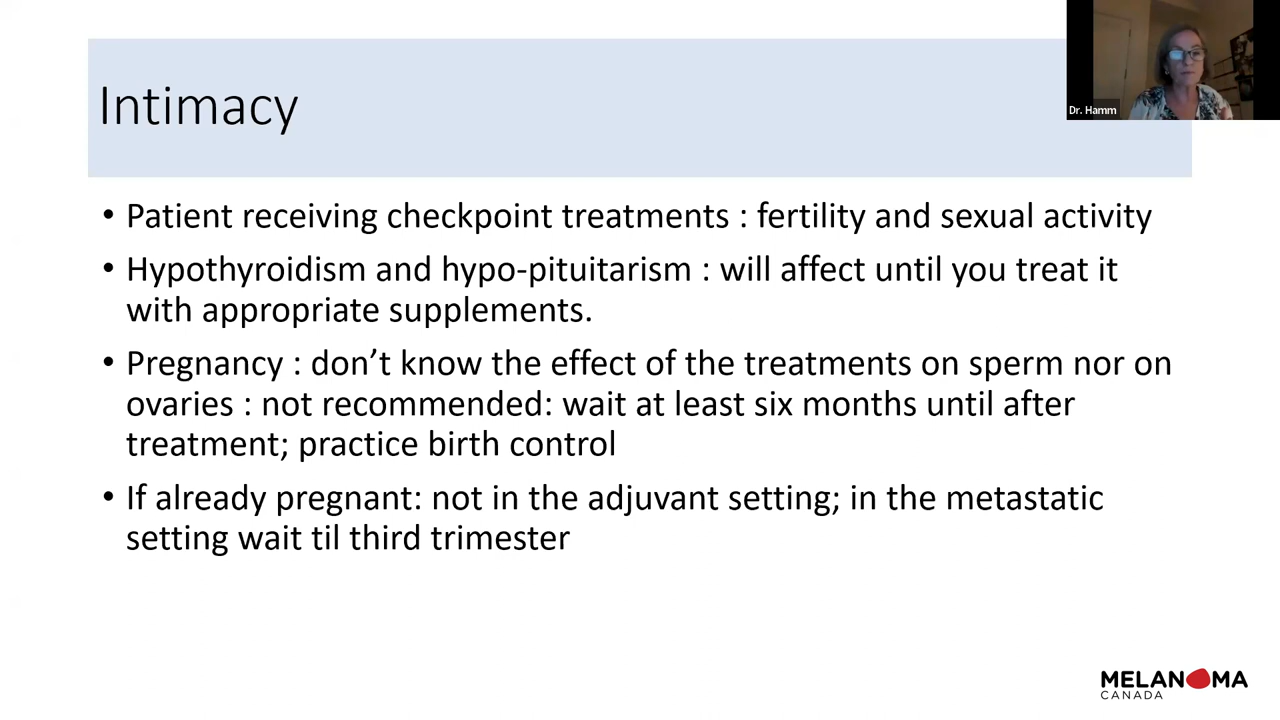 Intimacy
Dr. Hamm
• Patient receiving checkpoint treatments : fertility and sexual activity
• Hypothyroidism and hypo-pituitarism : will affect until you treat it
with appropriate supplements.
• Pregnancy : don’t know the effect of the treatments on sperm nor on
ovaries : not recommended: wait at least six months until after
treatment; practice birth control
• If already pregnant: not in the adjuvant setting; in the metastatic
setting wait til third trimester
MELANOMA
CANADA